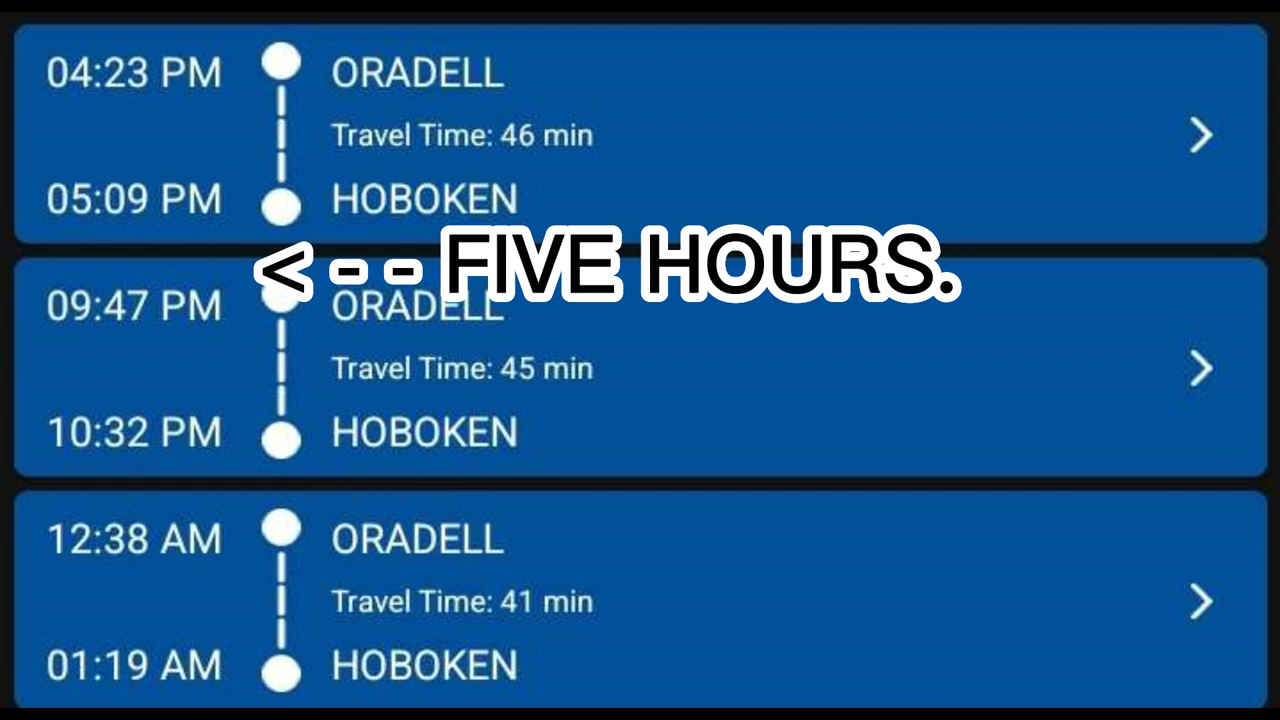 04:23 PM ORADELL
Travel Time: 46 min
05:09 PM HOBOKEN
<-- FIVE HOURS.
09:47 PM ORADELL
Travel Time: 45 min
10:32 PM HOBOKEN
12:38 AM ORADELL
Travel Time: 41 min
01:19 AM HOBOKEN